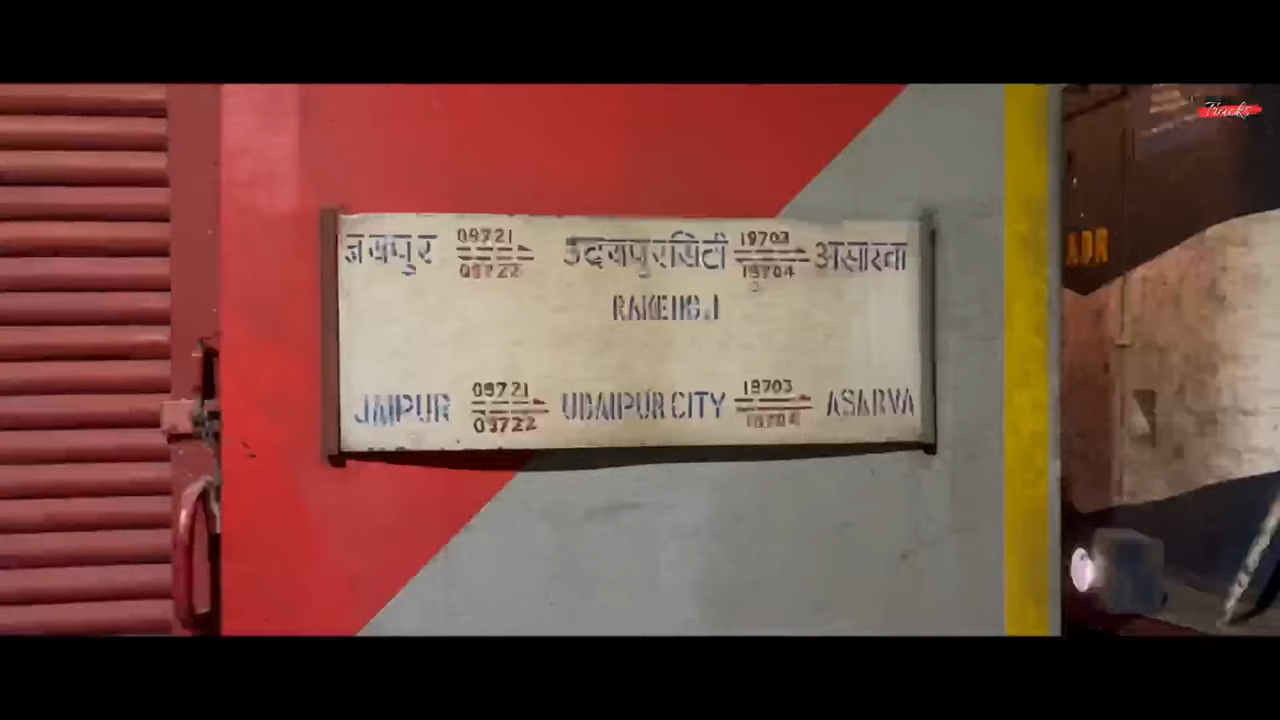 जयपुर 09721 09722 उदयपुर सिटी 19703 19704 असारवा
RAKE NO. 1
JAIPUR 09721 09722 UDAIPUR CITY 19703 19704 ASARVA
Tracks